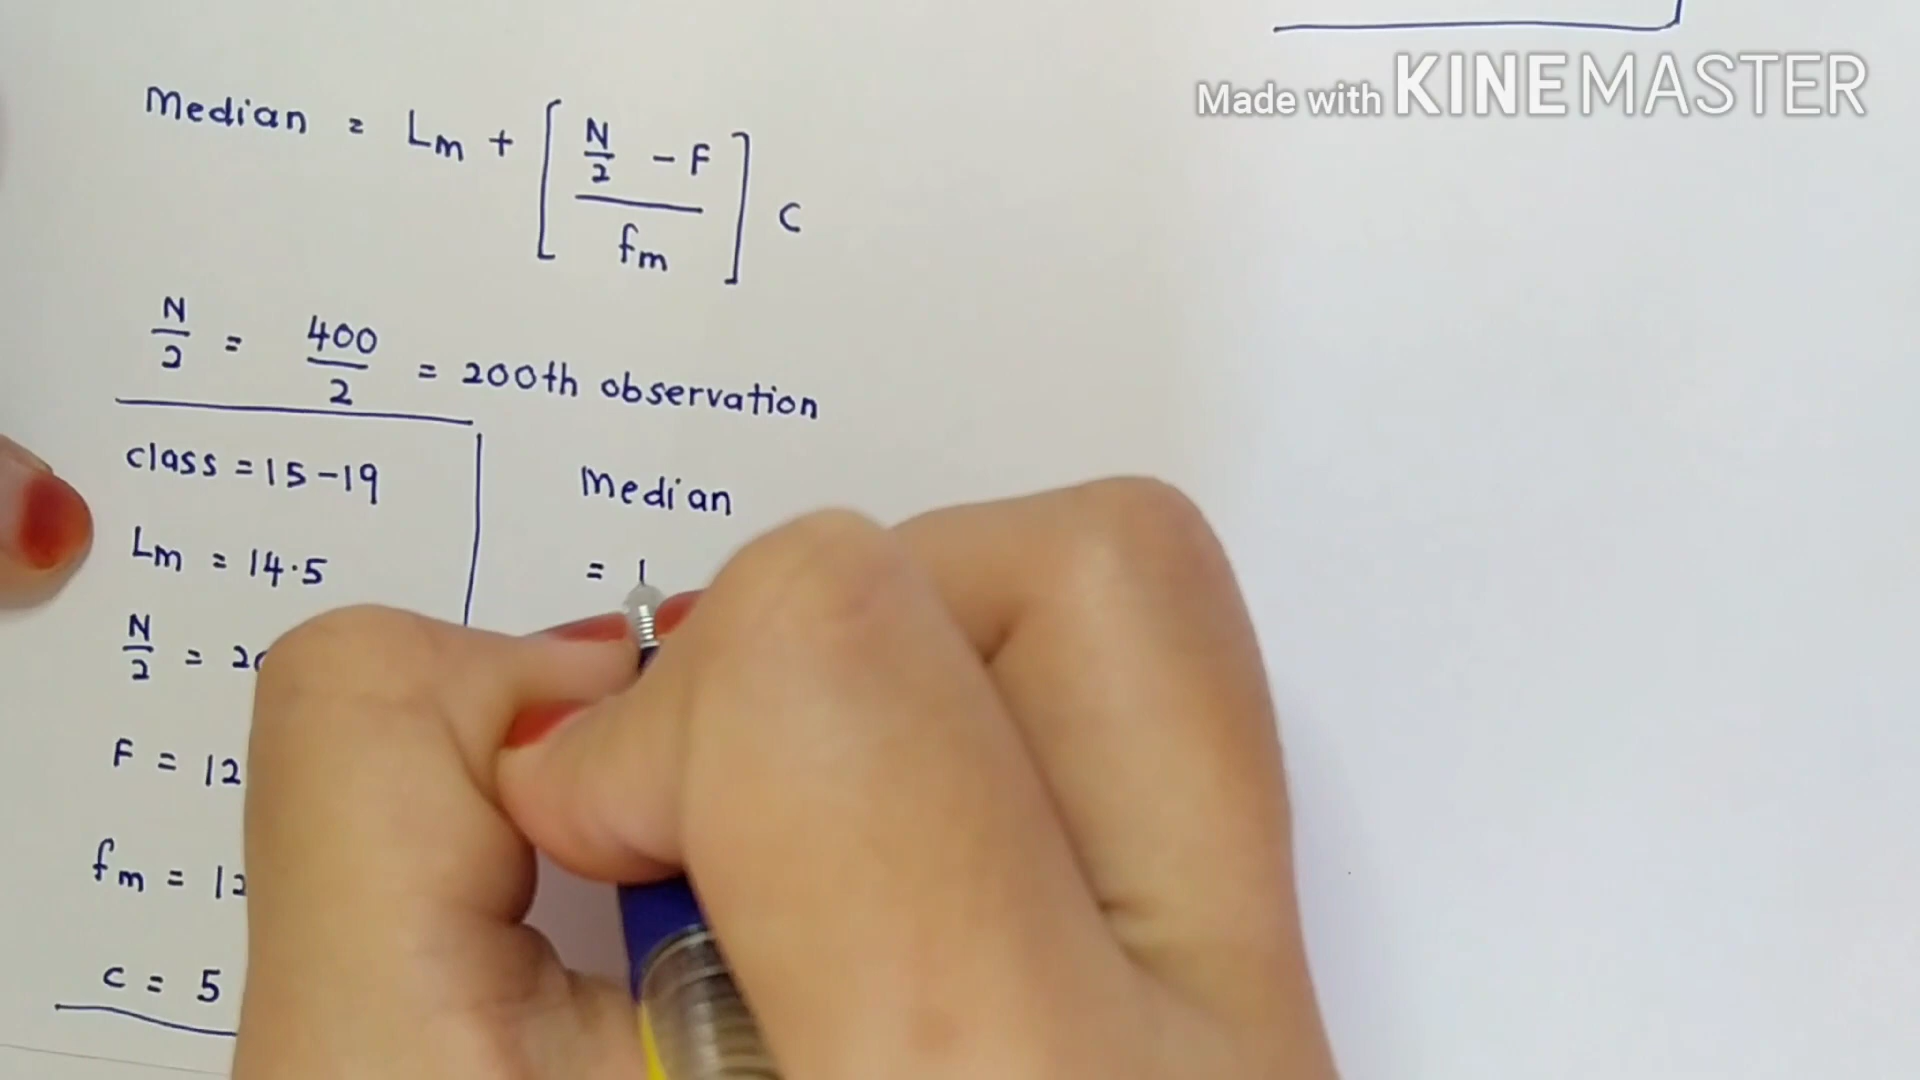 Made with KINEMASTER
Median = Lm + [ N/2 - F / fm ] c
N/2 = 400/2 = 200th observation
class = 15-19
Lm = 14.5
N/2 =
F = 12
fm = 12
c = 5
Median
=